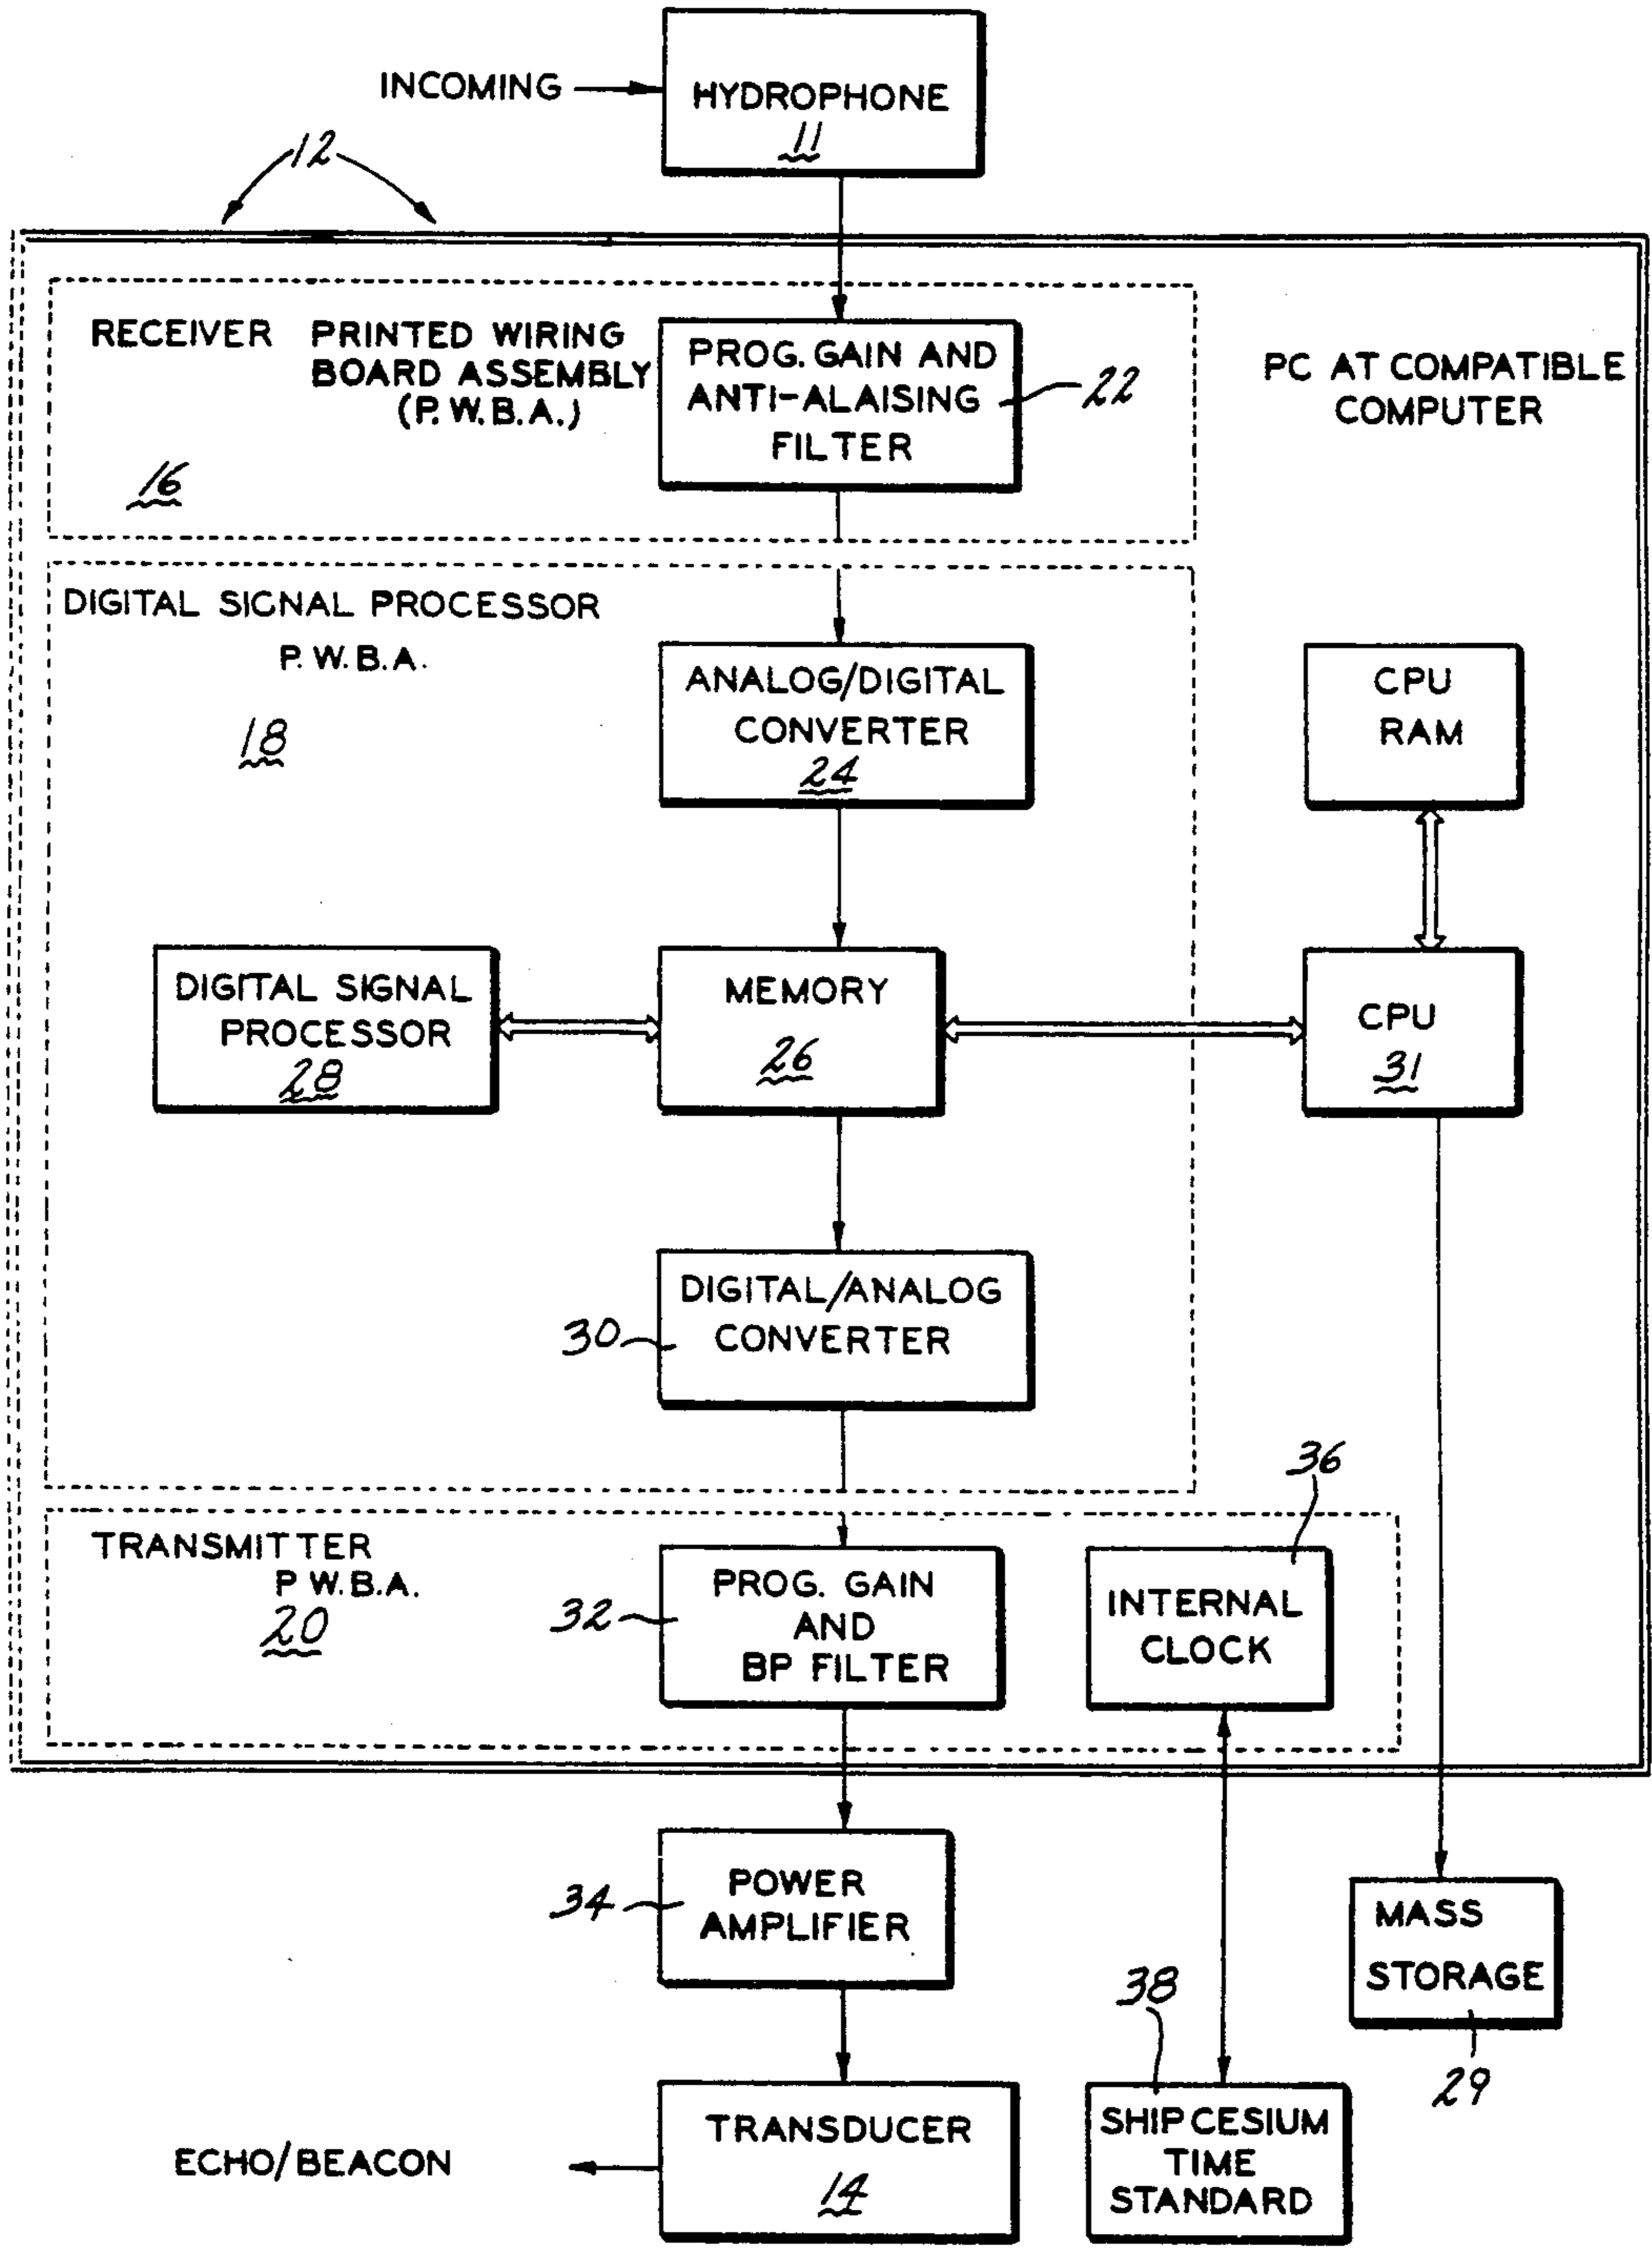 INCOMING
HYDROPHONE
11
12
RECEIVER PRINTED WIRING
BOARD ASSEMBLY
(P.W.B.A.)
16
PROG. GAIN AND
ANTI-ALAISING
FILTER
22
PC AT COMPATIBLE
COMPUTER
DIGITAL SIGNAL PROCESSOR
P.W.B.A.
18
ANALOG/DIGITAL
CONVERTER
24
CPU
RAM
DIGITAL SIGNAL
PROCESSOR
28
MEMORY
26
CPU
31
DIGITAL/ANALOG
CONVERTER
30
36
TRANSMITTER
P W.B.A.
20
32
PROG. GAIN
AND
BP FILTER
INTERNAL
CLOCK
34
POWER
AMPLIFIER
MASS
STORAGE
29
38
ECHO/BEACON
TRANSDUCER
14
SHIP CESIUM
TIME
STANDARD